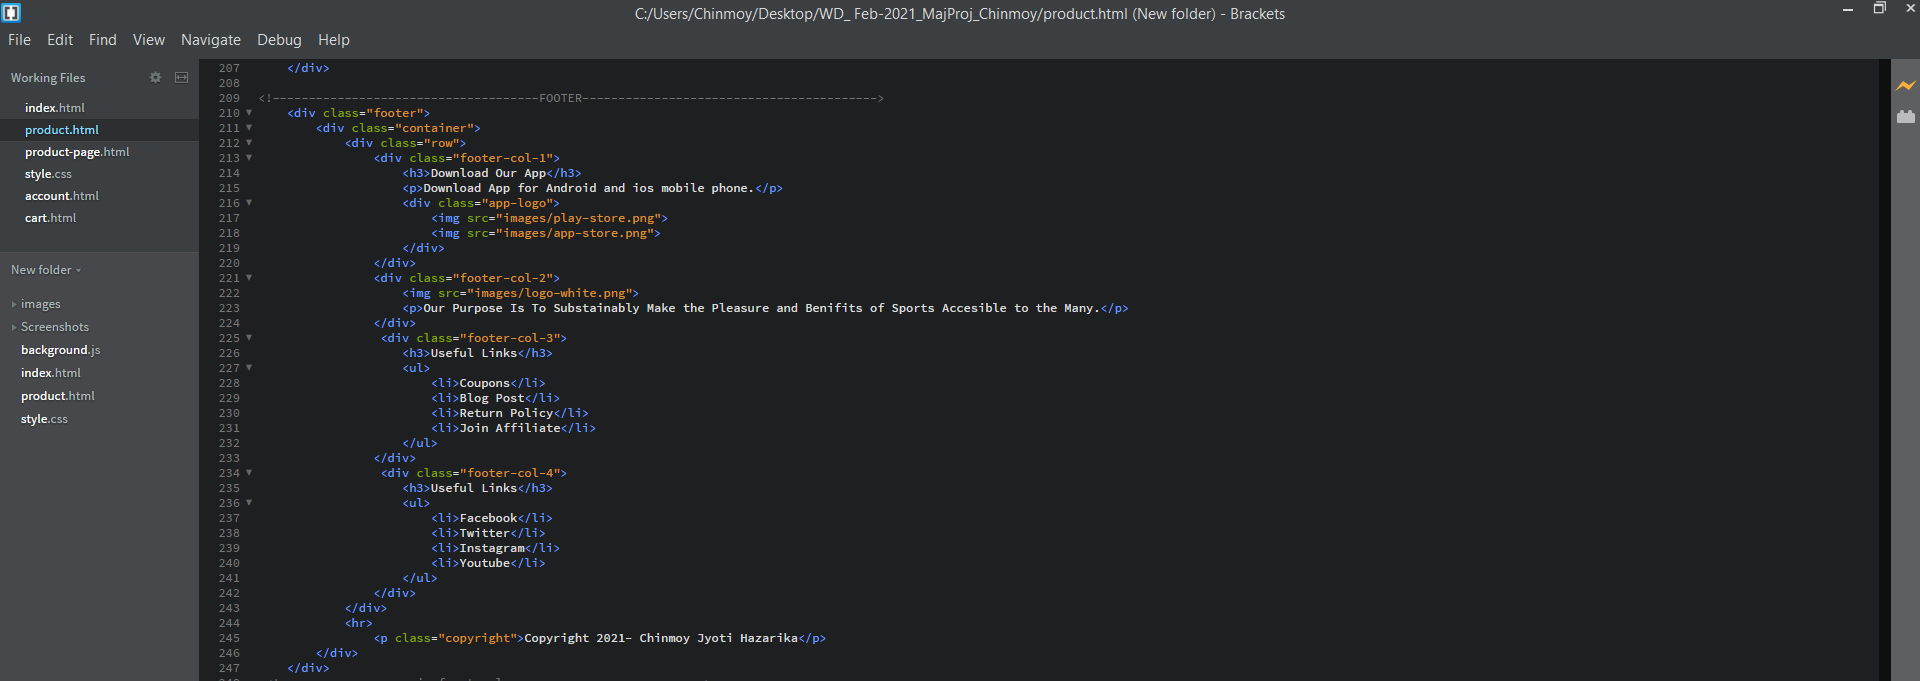 C:/Users/Chinmoy/Desktop/WD_ Feb-2021_MajProj_Chinmoy/product.html (New folder) - Brackets
File Edit Find View Navigate Debug Help
Working Files
index.html
product.html
product-page.html
style.css
account.html
cart.html
New folder
images
Screenshots
background.js
index.html
product.html
style.css
207 </div>
208
209 <!-------------------------------------FOOTER----------------------------------------->
210 <div class="footer">
211 <div class="container">
212 <div class="row">
213 <div class="footer-col-1">
214 <h3>Download Our App</h3>
215 <p>Download App for Android and ios mobile phone.</p>
216 <div class="app-logo">
217 <img src="images/play-store.png">
218 <img src="images/app-store.png">
219 </div>
220 </div>
221 <div class="footer-col-2">
222 <img src="images/logo-white.png">
223 <p>Our Purpose Is To Substainably Make the Pleasure and Benifits of Sports Accesible to the Many.</p>
224 </div>
225 <div class="footer-col-3">
226 <h3>Useful Links</h3>
227 <ul>
228 <li>Coupons</li>
229 <li>Blog Post</li>
230 <li>Return Policy</li>
231 <li>Join Affiliate</li>
232 </ul>
233 </div>
234 <div class="footer-col-4">
235 <h3>Useful Links</h3>
236 <ul>
237 <li>Facebook</li>
238 <li>Twitter</li>
239 <li>Instagram</li>
240 <li>Youtube</li>
241 </ul>
242 </div>
243 </div>
244 <hr>
245 <p class="copyright">Copyright 2021- Chinmoy Jyoti Hazarika</p>
246 </div>
247 </div>